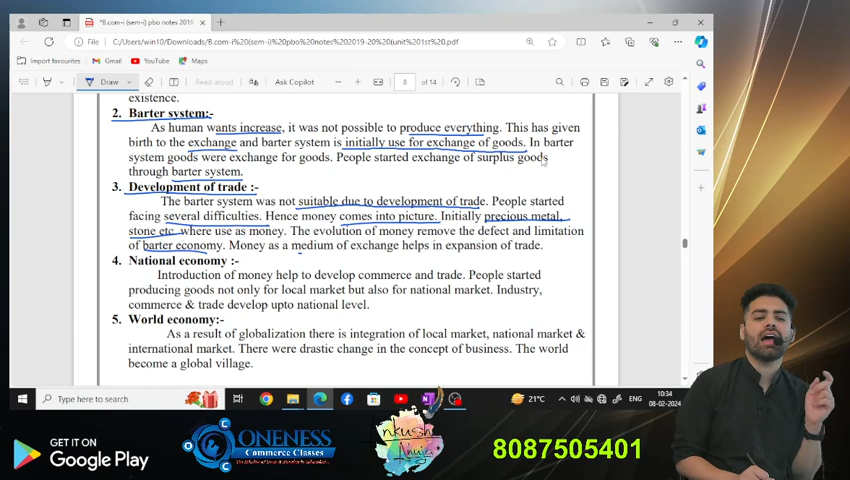 *B.com-i (sem-i) pbo notes 2019-
File
C:/Users/win10/Downloads/B.com-i%20(sem-i)%20pbo%20notes%202019-20%20(unit%201st%20.pdf
Import favourites
Gmail
YouTube
Maps
Draw
Read aloud
Ask Copilot
8
of 14
existence.
2. Barter system:-
As human wants increase, it was not possible to produce everything. This has given
birth to the exchange and barter system is initially use for exchange of goods. In barter
system goods were exchange for goods. People started exchange of surplus goods
through barter system.
3. Development of trade :-
The barter system was not suitable due to development of trade. People started
facing several difficulties. Hence money comes into picture. Initially precious metal,
stone etc. where use as money. The evolution of money remove the defect and limitation
of barter economy. Money as a medium of exchange helps in expansion of trade.
4. National economy :-
Introduction of money help to develop commerce and trade. People started
producing goods not only for local market but also for national market. Industry,
commerce & trade develop upto national level.
5. World economy:-
As a result of globalization there is integration of local market, national market &
international market. There were drastic change in the concept of business. The world
become a global village.
Type here to search
21°C
ENG
10:34
08-02-2024
GET IT ON
Google Play
ONENESS
Commerce Classes
Ankush
Ahuja
8087505401